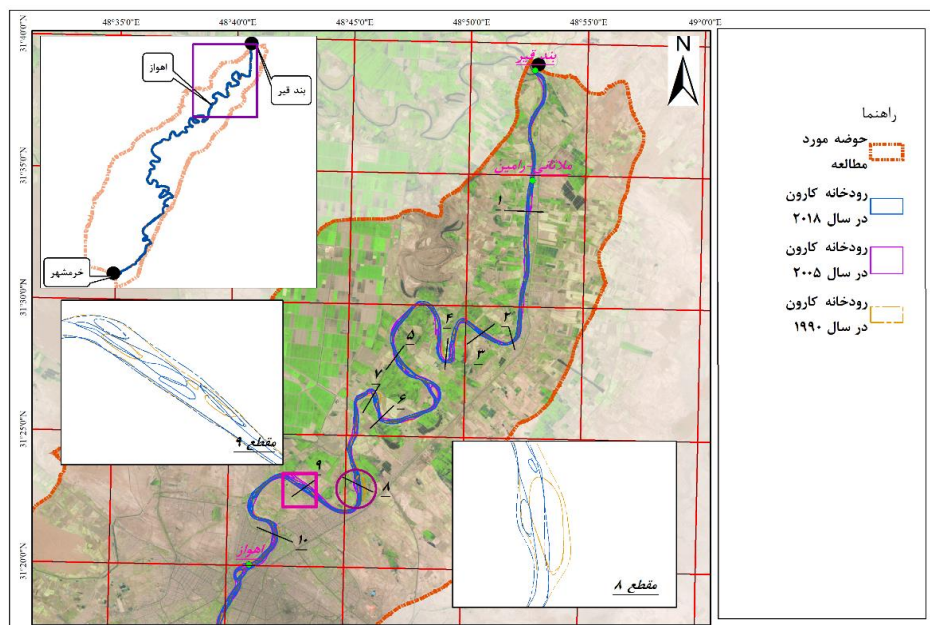 48°35'0"E
48°40'0"E
48°45'0"E
48°50'0"E
48°55'0"E
49°0'0"E
31°40'0"N
31°35'0"N
31°30'0"N
31°25'0"N
31°20'0"N
N
اهواز
بند قیر
خرمشهر
بند قیر
ملاثانی-رامین
۱
۲
۳
۴
۵
۶
۷
۸
۹
۱۰
اهواز
مقطع ۹
مقطع ۸
راهنما
حوضه مورد
مطالعه
رودخانه کارون
در سال ۲۰۱۸
رودخانه کارون
در سال ۲۰۰۵
رودخانه کارون
در سال ۱۹۹۰